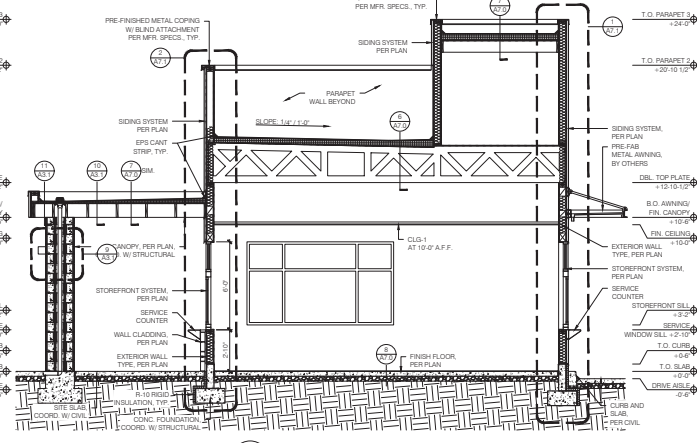 PER MFR. SPECS., TYP.
7
A7.1
PRE-FINISHED METAL COPING
W/ BLIND ATTACHMENT
PER MFR. SPECS., TYP.
2
A7.1
SIDING SYSTEM
PER PLAN
1
A7.1
T.O. PARAPET 3
+24'-0"
T.O. PARAPET 2
+20'-10 1/2"
PARAPET
WALL BEYOND
SLOPE: 1/4" / 1'-0"
6
A7.0
SIDING SYSTEM
PER PLAN
EPS CANT
STRIP, TYP.
SIDING SYSTEM,
PER PLAN
PRE-FAB
METAL AWNING,
BY OTHERS
11
A3.1
10
A3.1
7
A7.0
SIM.
DBL. TOP PLATE
+12-10-1/2"
B.O. AWNING/
FIN. CANOPY
+10'-6"
FIN. CEILING
+10'-0"
CANOPY, PER PLAN,
W/ STRUCTURAL
9
CLG-1
AT 10'-0" A.F.F.
EXTERIOR WALL
TYPE, PER PLAN
STOREFRONT SYSTEM,
PER PLAN
6'-0"
STOREFRONT SYSTEM,
PER PLAN
SERVICE
COUNTER
STOREFRONT SILL
+3'-2"
SERVICE
WINDOW SILL +2'-10"
SERVICE
COUNTER
WALL CLADDING,
PER PLAN
EXTERIOR WALL
TYPE, PER PLAN
2'-10"
8
A7.0
FINISH FLOOR,
PER PLAN
T.O. CURB
+0'-6"
T.O. SLAB
+0'-0"
DRIVE AISLE
-0'-6"
R-10 RIGID
INSULATION, TYP.
SITE SLAB,
COORD. W/ CIVIL
CONC. FOUNDATION,
COORD. W/ STRUCTURAL
CURB AND
SLAB,
PER CIVIL